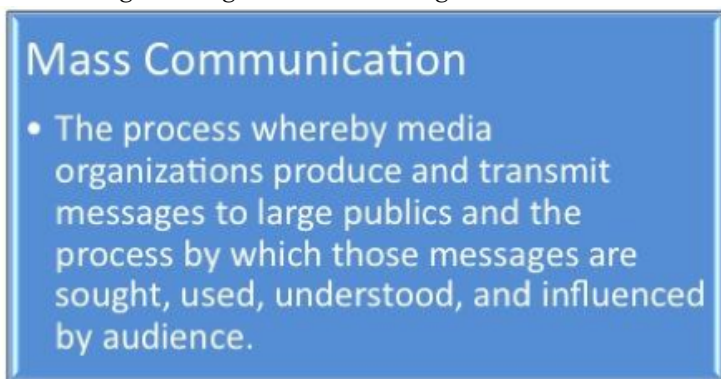 Mass Communication
• The process whereby media
organizations produce and transmit
messages to large publics and the
process by which those messages are
sought, used, understood, and influenced
by audience.